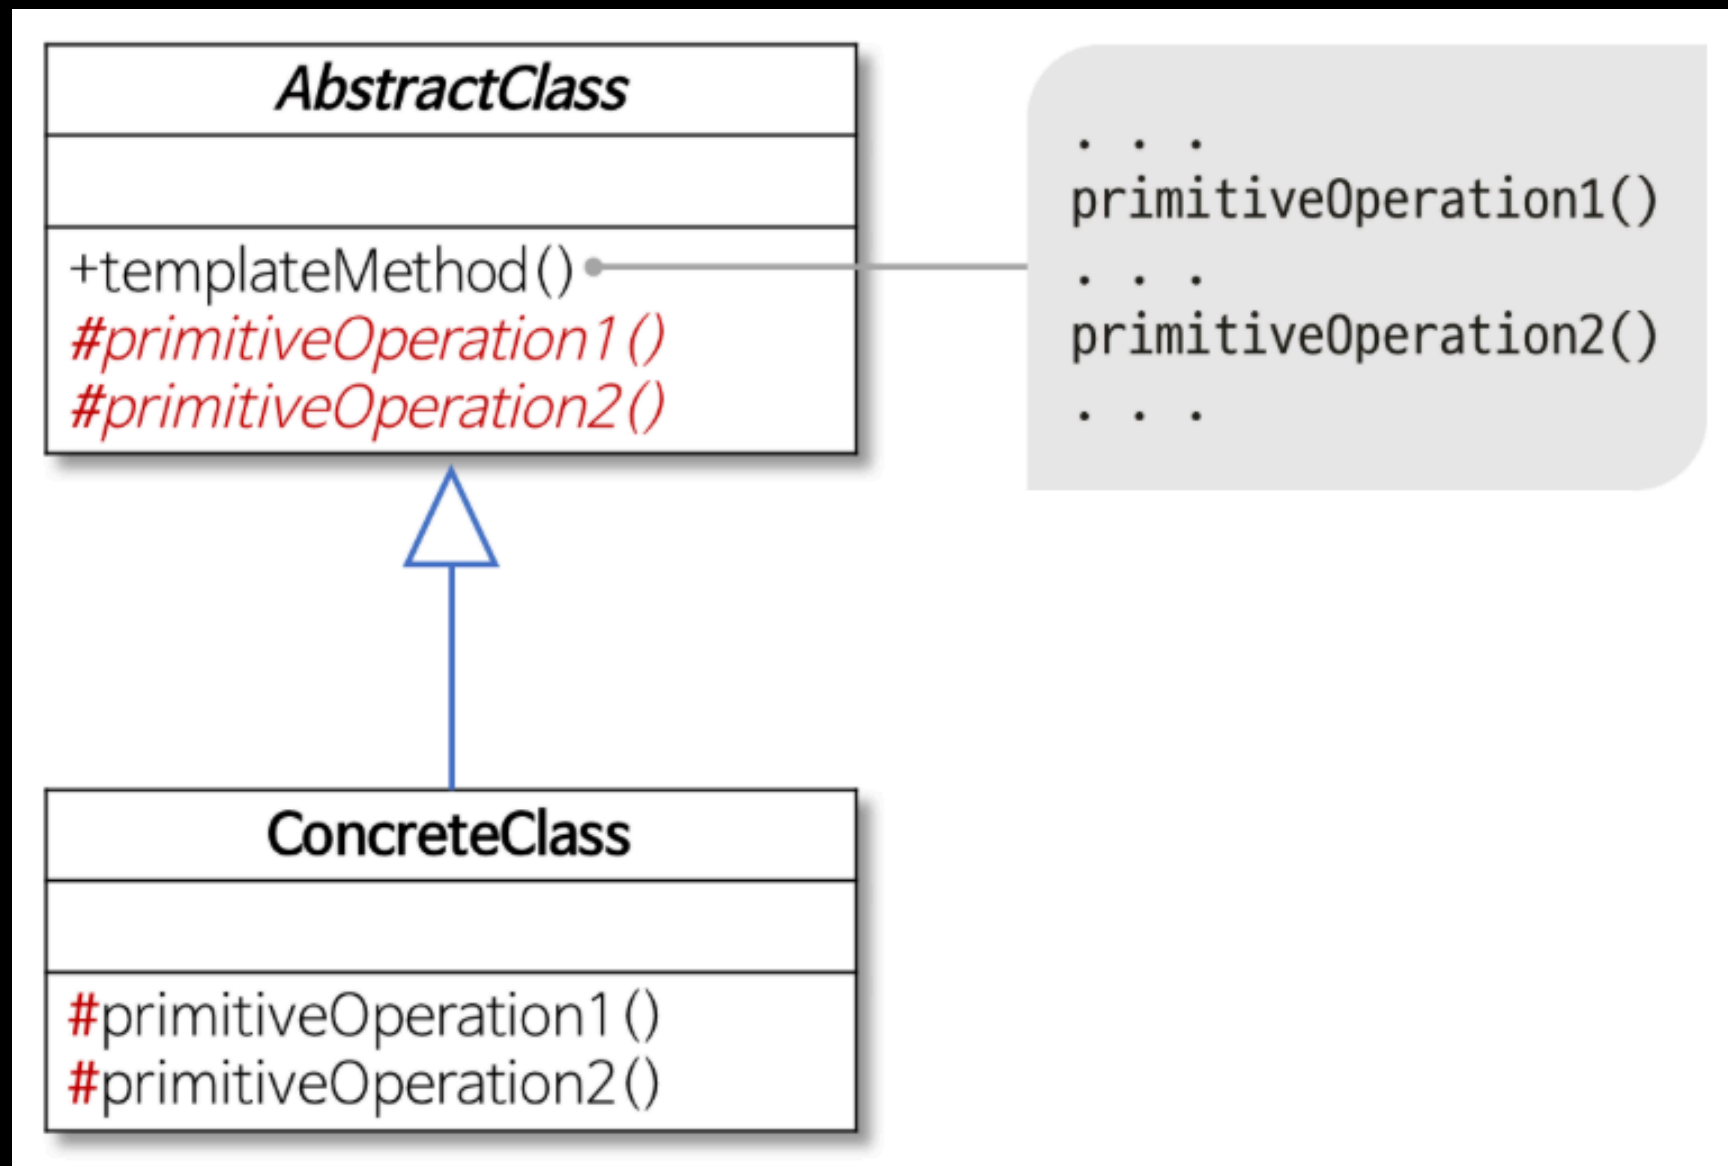 AbstractClass
+templateMethod()
#primitiveOperation1()
#primitiveOperation2()
. . .
primitiveOperation1()
. . .
primitiveOperation2()
. . .
ConcreteClass
#primitiveOperation1()
#primitiveOperation2()